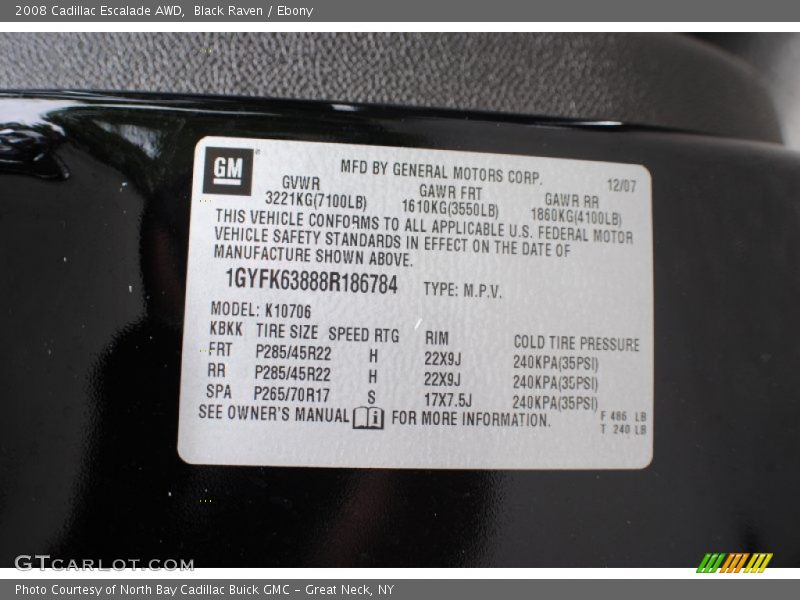 2008 Cadillac Escalade AWD, Black Raven / Ebony
GM
MFD BY GENERAL MOTORS CORP.
12/07
GVWR GAWR FRT GAWR RR
3221KG(7100LB) 1610KG(3550LB) 1860KG(4100LB)
THIS VEHICLE CONFORMS TO ALL APPLICABLE U.S. FEDERAL MOTOR
VEHICLE SAFETY STANDARDS IN EFFECT ON THE DATE OF
MANUFACTURE SHOWN ABOVE.
1GYFK63888R186784 TYPE: M.P.V.
MODEL: K10706
KBKK TIRE SIZE SPEED RTG RIM COLD TIRE PRESSURE
FRT P285/45R22 H 22X9J 240KPA(35PSI)
RR P285/45R22 H 22X9J 240KPA(35PSI)
SPA P265/70R17 S 17X7.5J 240KPA(35PSI)
SEE OWNER'S MANUAL i FOR MORE INFORMATION.
F 486 LB
T 240 LB
GTCARLOT.COM
Photo Courtesy of North Bay Cadillac Buick GMC - Great Neck, NY